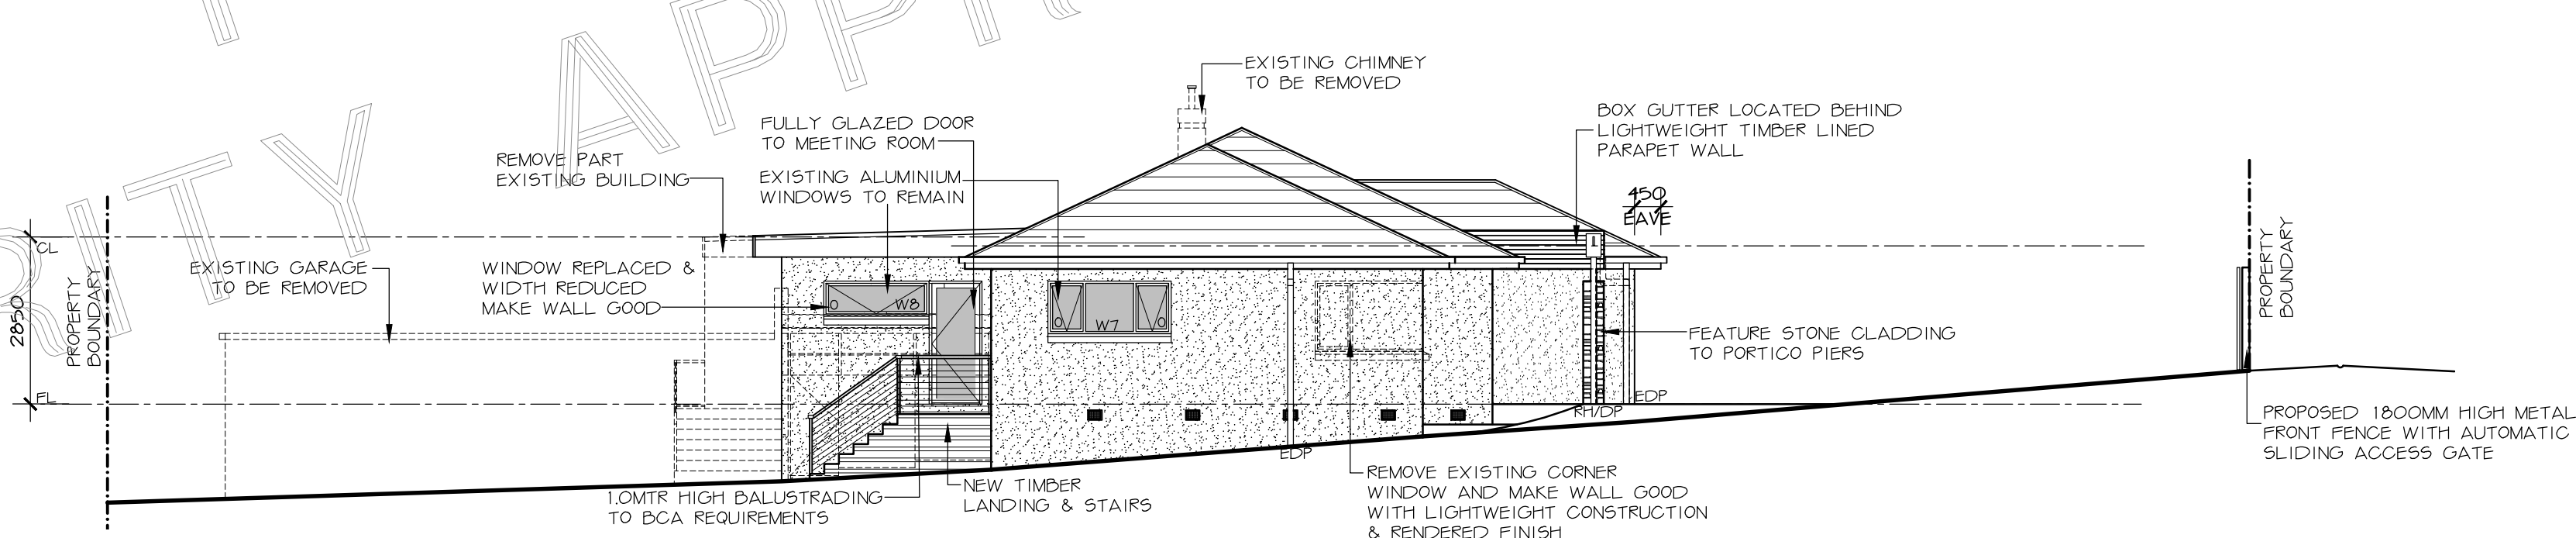 RITY APPR
EXISTING CHIMNEY
TO BE REMOVED
FULLY GLAZED DOOR
TO MEETING ROOM
BOX GUTTER LOCATED BEHIND
LIGHTWEIGHT TIMBER LINED
PARAPET WALL
REMOVE PART
EXISTING BUILDING
EXISTING ALUMINIUM
WINDOWS TO REMAIN
450
EAVE
CL
2850
FL
PROPERTY
BOUNDARY
EXISTING GARAGE
TO BE REMOVED
WINDOW REPLACED &
WIDTH REDUCED
MAKE WALL GOOD
O
W8
O
W7
O
PROPERTY
BOUNDARY
FEATURE STONE CLADDING
TO PORTICO PIERS
EDP
RH/DP
EDP
PROPOSED 1800MM HIGH METAL
FRONT FENCE WITH AUTOMATIC
SLIDING ACCESS GATE
1.0MTR HIGH BALUSTRADING
TO BCA REQUIREMENTS
NEW TIMBER
LANDING & STAIRS
REMOVE EXISTING CORNER
WINDOW AND MAKE WALL GOOD
WITH LIGHTWEIGHT CONSTRUCTION
& RENDERED FINISH